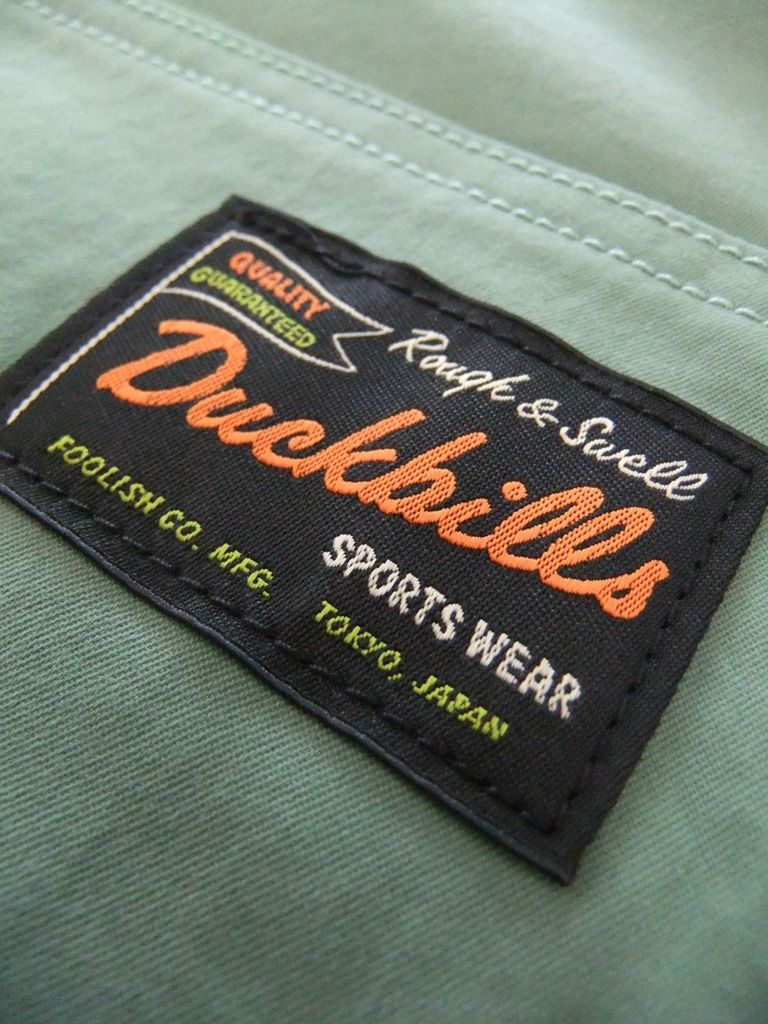 QUALITY
GUARANTEED
Rough & Swell
Duckbills
SPORTS WEAR
FOOLISH CO. MFG. TOKYO, JAPAN